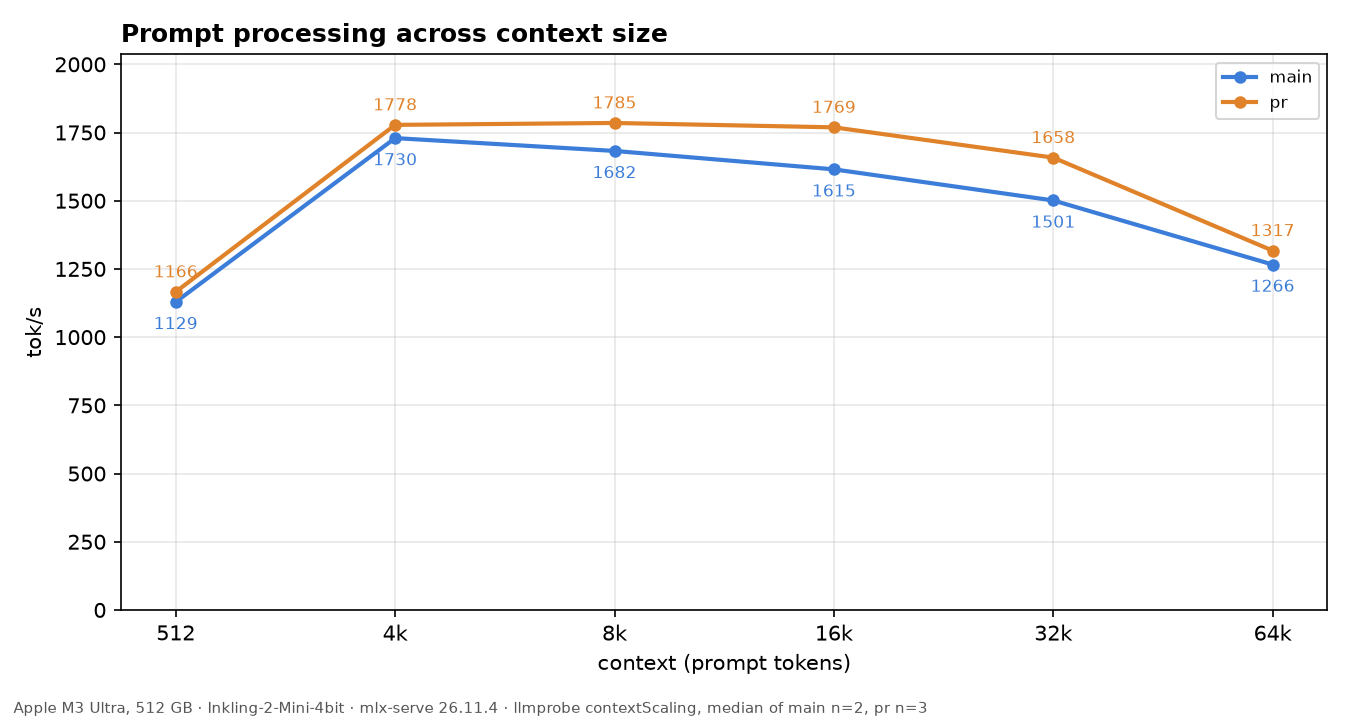 Prompt processing across context size
2000
1750
1500
1250
1000
750
500
250
0
tok/s
main
pr
1166
1778
1785
1769
1658
1317
1129
1730
1682
1615
1501
1266
512
4k
8k
16k
32k
64k
context (prompt tokens)
Apple M3 Ultra, 512 GB · Inkling-2-Mini-4bit · mlx-serve 26.11.4 · llmprobe contextScaling, median of main n=2, pr n=3